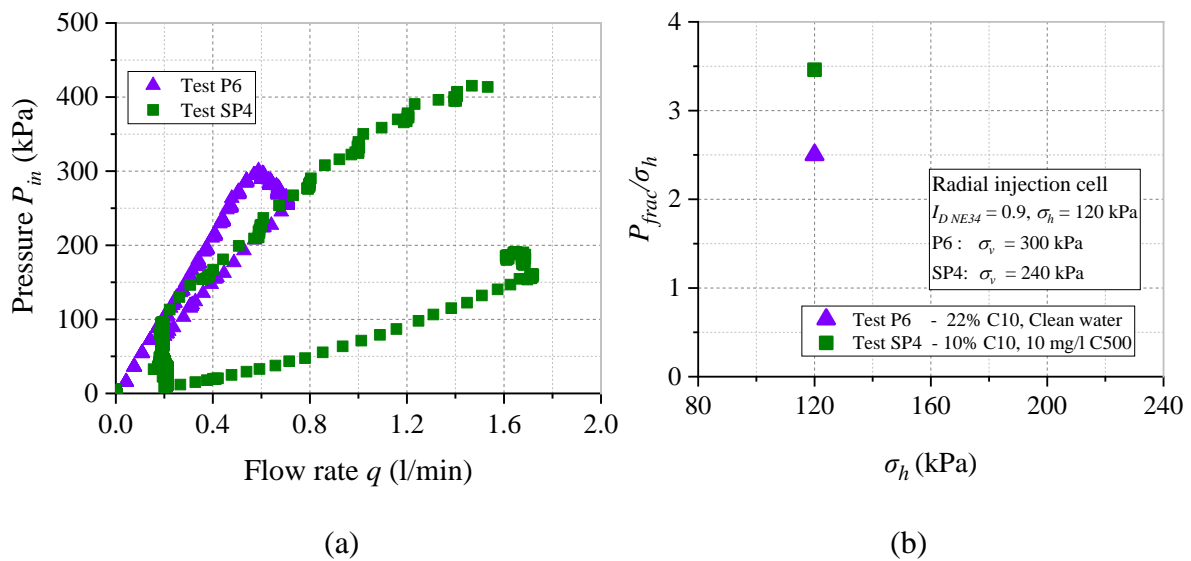 500
400
300
200
100
0
Pressure P_in (kPa)
Test P6
Test SP4
0.0 0.4 0.8 1.2 1.6 2.0
Flow rate q (l/min)
(a)
4
3
2
1
0
P_frac/σ_h
Radial injection cell
I_D NE34 = 0.9, σ_h = 120 kPa
P6 : σ_v = 300 kPa
SP4: σ_v = 240 kPa
Test P6 - 22% C10, Clean water
Test SP4 - 10% C10, 10 mg/l C500
80 120 160 200 240
σ_h (kPa)
(b)